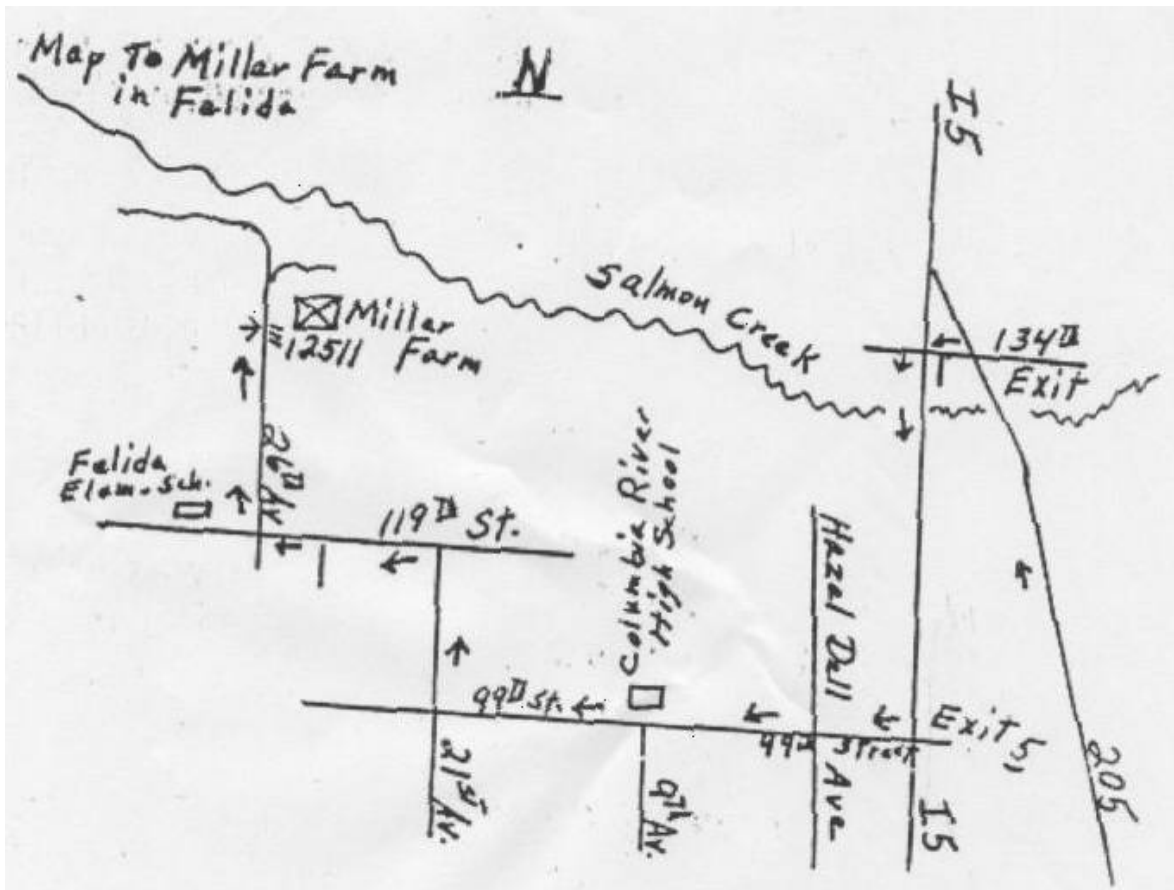 Map To Miller Farm
in Felida
N
I5
Salmon Creek
134th
Exit
Miller
Farm
12511
26th Av.
Felida
Elem. Sch.
119th St.
Columbia River
High School
Hazel Dell Ave
99th St.
99th Street
Exit 5,
21st Av.
9th Av.
I5
205